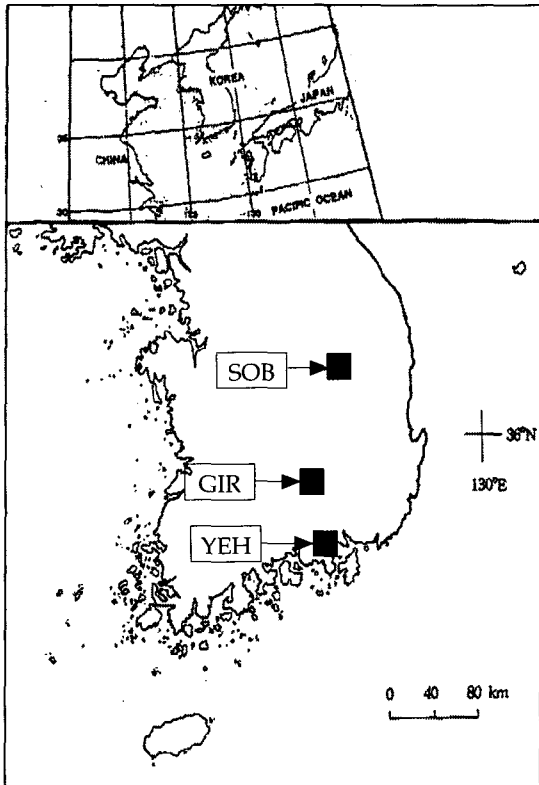 KOREA
JAPAN
CHINA
PACIFIC OCEAN
SOB
36°N
GIR
130°E
YEH
0 40 80 km